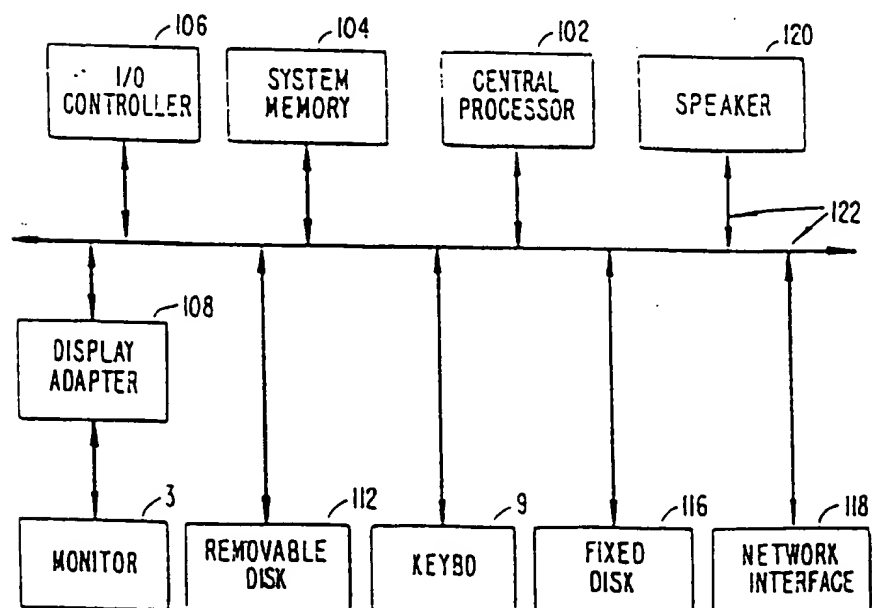 106
104
102
120
I/O
CONTROLLER
SYSTEM
MEMORY
CENTRAL
PROCESSOR
SPEAKER
122
108
DISPLAY
ADAPTER
3
112
9
116
118
MONITOR
REMOVABLE
DISK
KEYBO
FIXED
DISK
NETWORK
INTERFACE